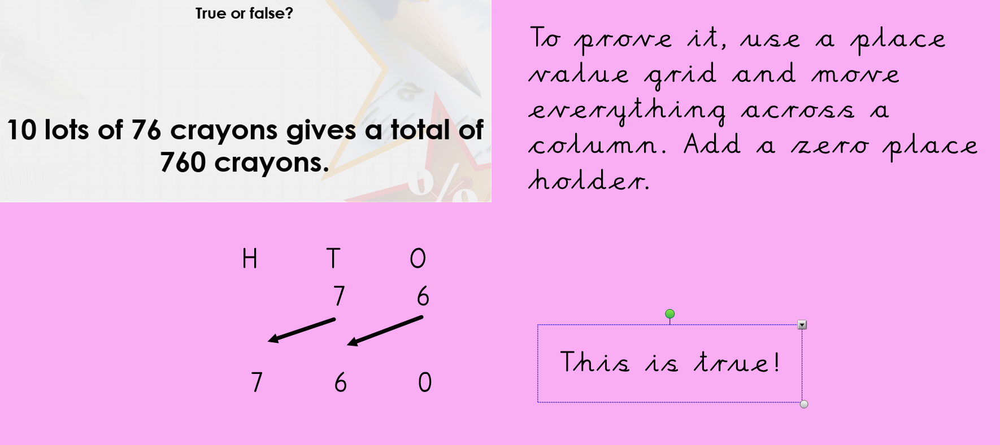 True or false?
10 lots of 76 crayons gives a total of
760 crayons.
To prove it, use a place
value grid and move
everything across a
column. Add a zero place
holder.
H T O
7 6
7 6 0
This is true!
%